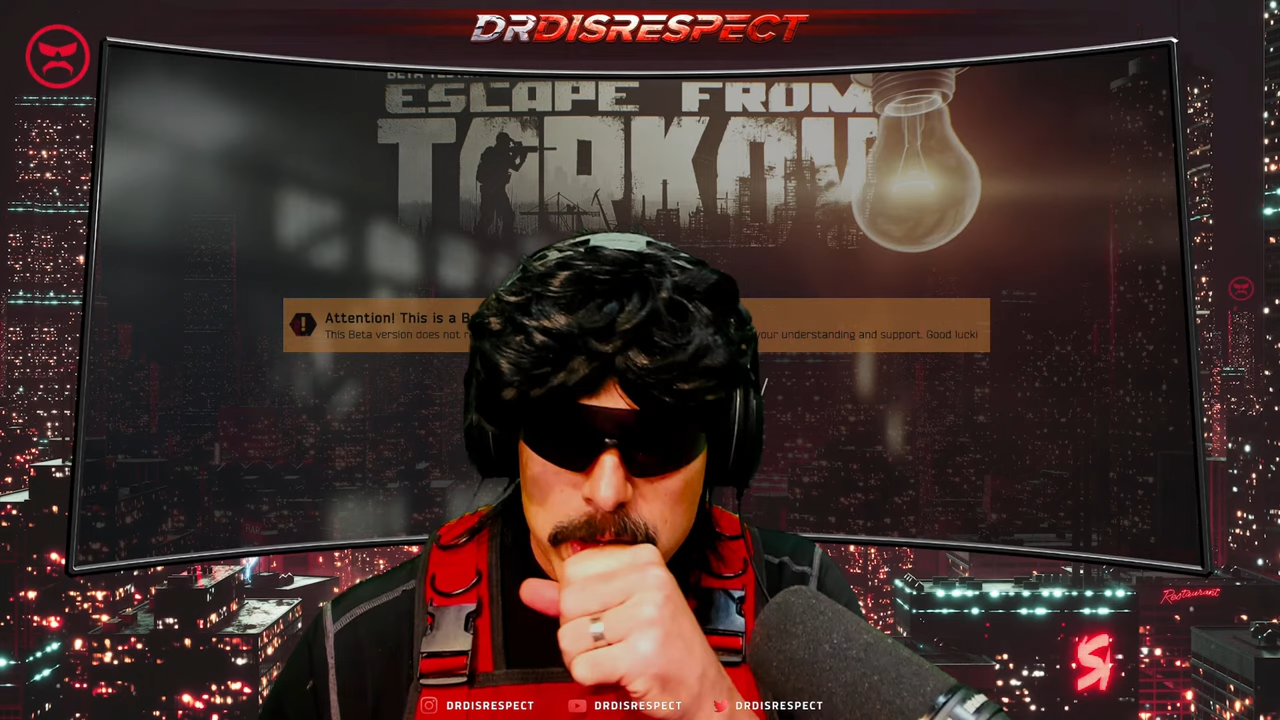 DRDISRESPECT
ESCAPE FROM
TARKOV
Attention! This is a B
This Beta version does not
your understanding and support. Good luck!
Restaurant
DRDISRESPECT
DRDISRESPECT
DRDISRESPECT